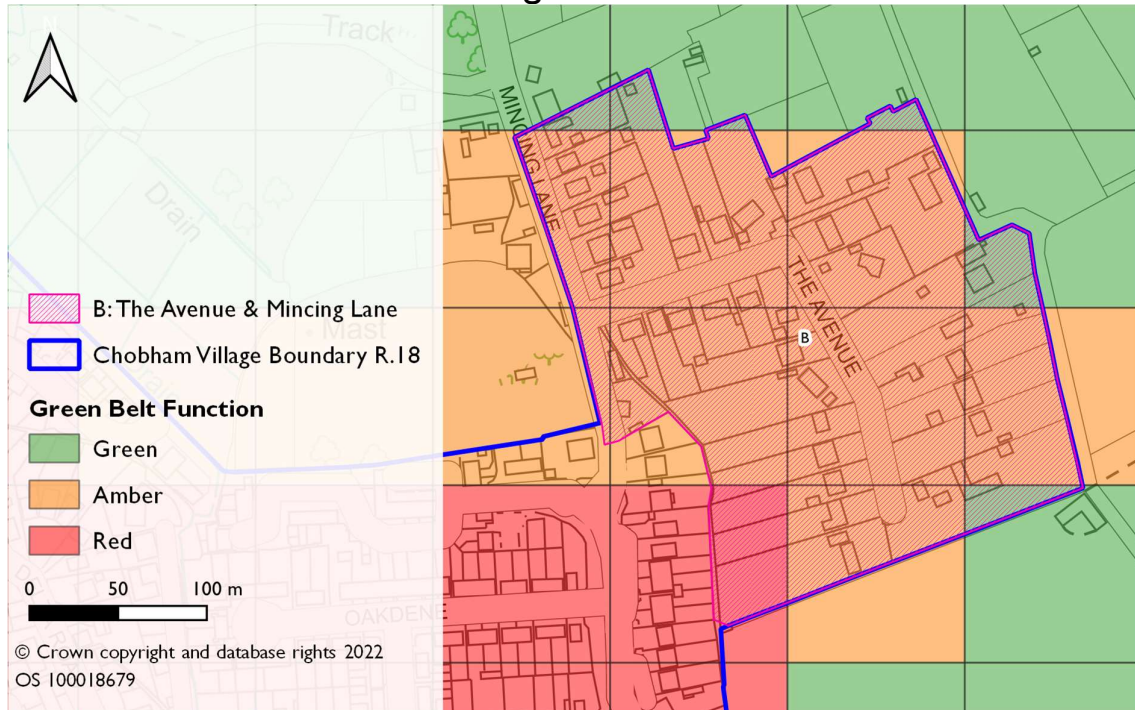 N
Track
MINCING LANE
Drain
B: The Avenue & Mincing Lane
Mast
Chobham Village Boundary R.18
Drain
THE AVENUE
B
Green Belt Function
Green
Amber
Red
0 50 100 m
OAKDENE
© Crown copyright and database rights 2022
OS 100018679